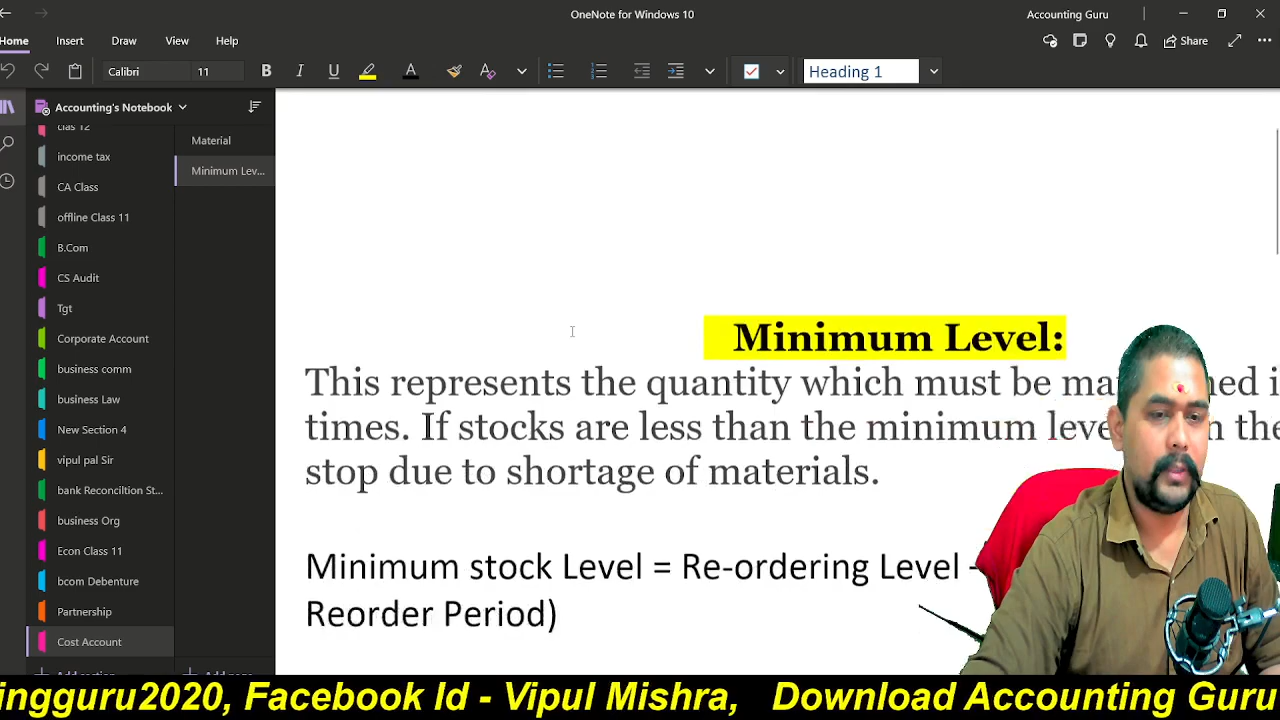 OneNote for Windows 10
Accounting Guru
Home Insert Draw View Help
Share
Calibri 11 B I U A A Heading 1
Accounting's Notebook
clas 12
income tax
CA Class
offline Class 11
B.Com
CS Audit
Tgt
Corporate Account
business comm
business Law
New Section 4
vipul pal Sir
bank Reconciltion St...
business Org
Econ Class 11
bcom Debenture
Partnership
Cost Account
Material
Minimum Lev...
Minimum Level:
This represents the quantity which must be
times. If stocks are less than the minimum
stop due to shortage of materials.
Minimum stock Level = Re-ordering Level -
Reorder Period)
ingguru2020, Facebook Id - Vipul Mishra, Download Accounting Guru